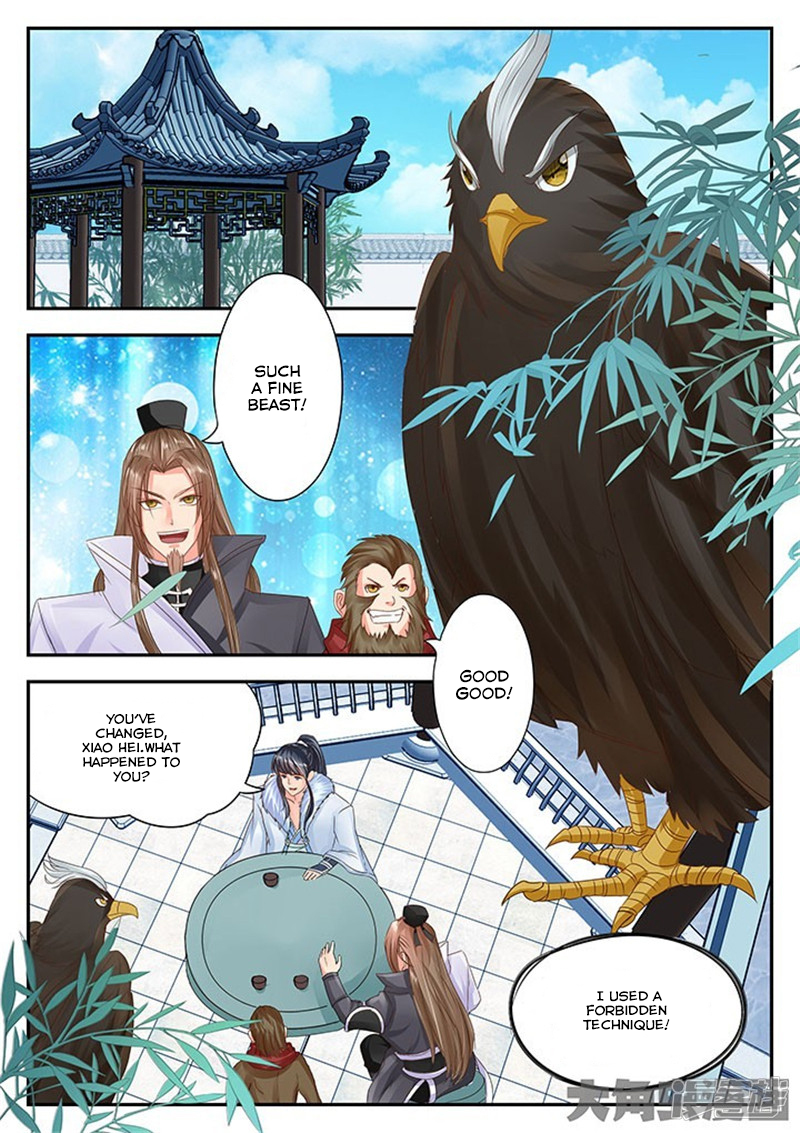 SUCH
A FINE
BEAST!
GOOD
GOOD!
YOU'VE
CHANGED,
XIAO HEI.WHAT
HAPPENED TO
YOU?
I USED A
FORBIDDEN
TECHNIQUE!